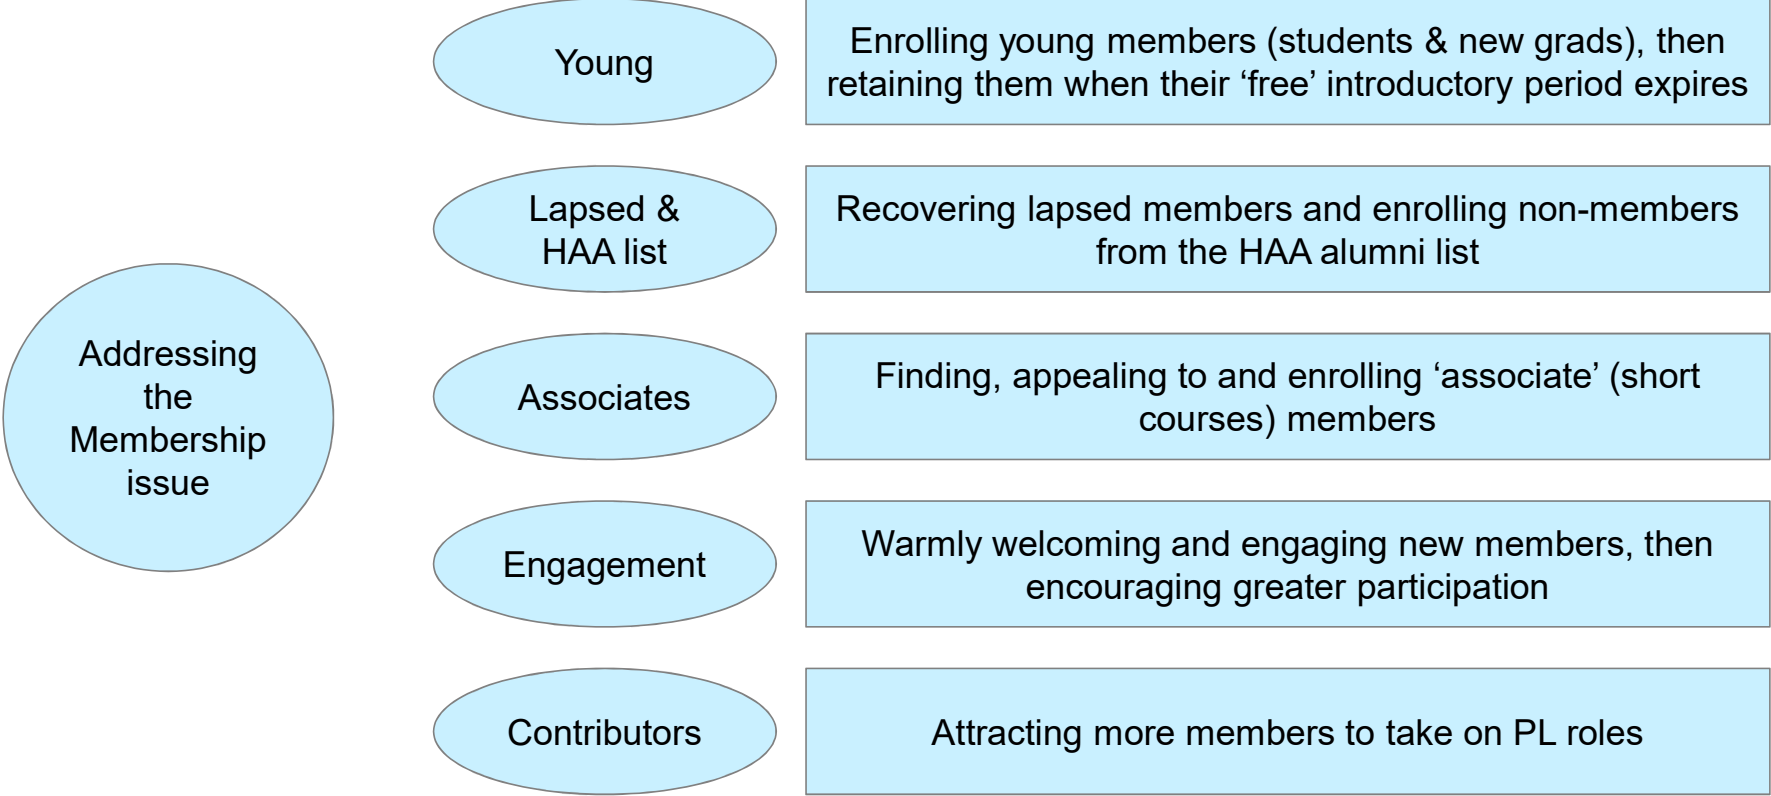 Addressing
the
Membership
issue
Young
Enrolling young members (students & new grads), then
retaining them when their ‘free’ introductory period expires
Lapsed &
HAA list
Recovering lapsed members and enrolling non-members
from the HAA alumni list
Associates
Finding, appealing to and enrolling ‘associate’ (short
courses) members
Engagement
Warmly welcoming and engaging new members, then
encouraging greater participation
Contributors
Attracting more members to take on PL roles